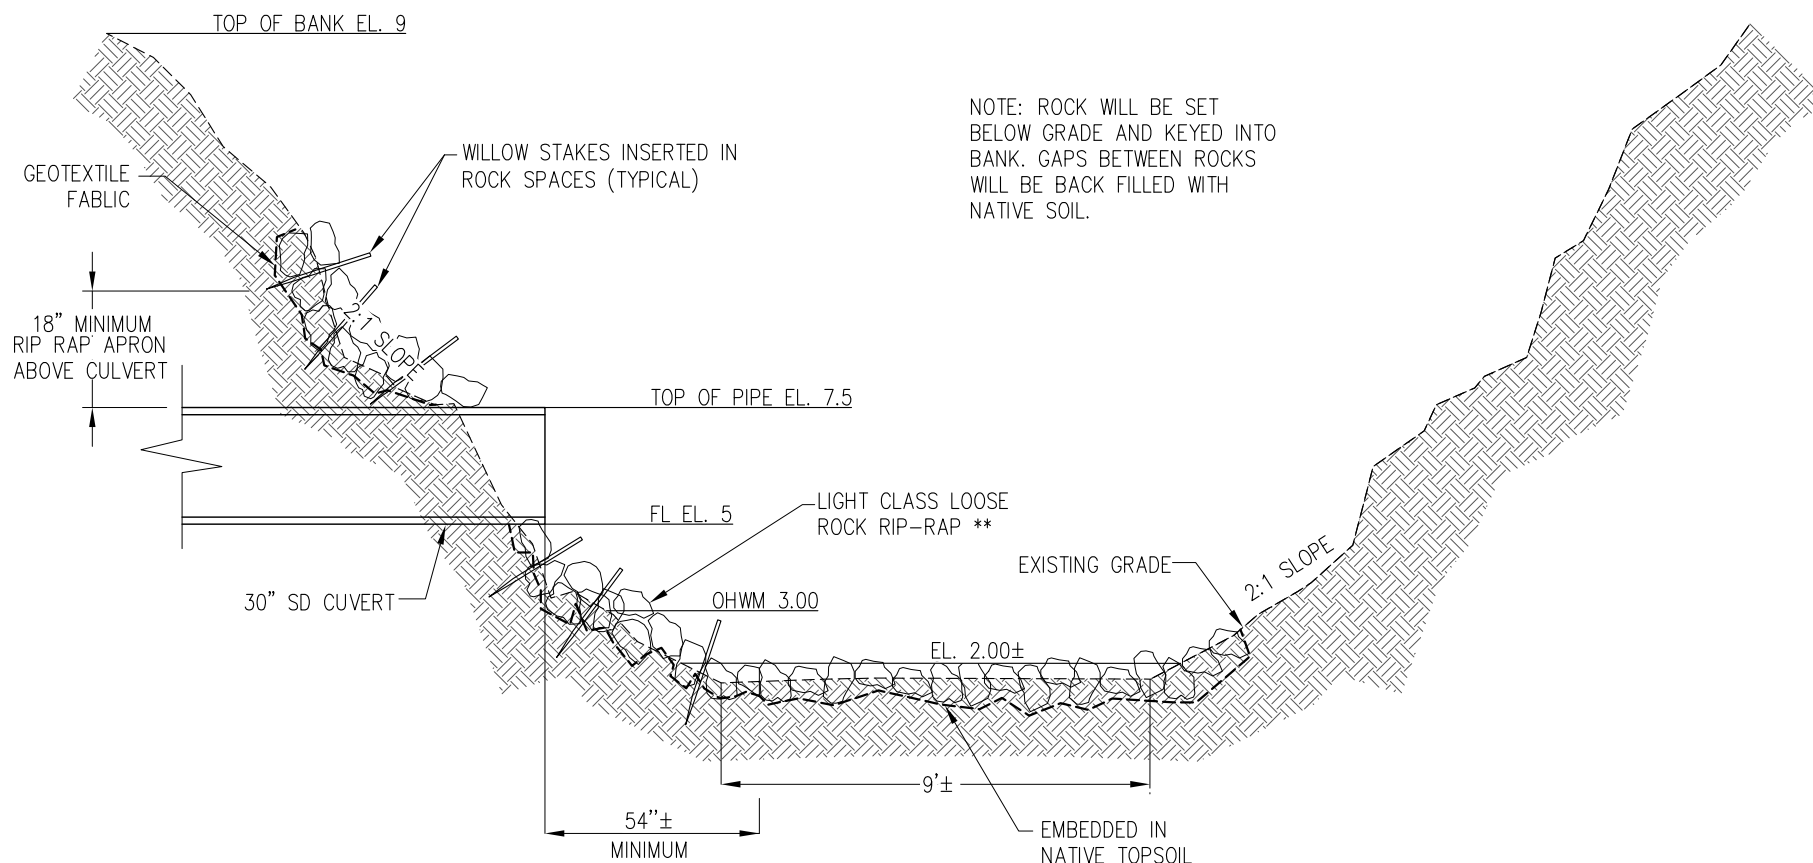 TOP OF BANK EL. 9
NOTE: ROCK WILL BE SET
BELOW GRADE AND KEYED INTO
BANK. GAPS BETWEEN ROCKS
WILL BE BACK FILLED WITH
NATIVE SOIL.
WILLOW STAKES INSERTED IN
ROCK SPACES (TYPICAL)
GEOTEXTILE
FABLIC
18" MINIMUM
RIP RAP APRON
ABOVE CULVERT
2:1 SLOPE
TOP OF PIPE EL. 7.5
FL EL. 5
LIGHT CLASS LOOSE
ROCK RIP-RAP **
EXISTING GRADE
2:1 SLOPE
30" SD CUVERT
OHWM 3.00
EL. 2.00±
9'±
54"±
MINIMUM
EMBEDDED IN
NATIVE TOPSOIL